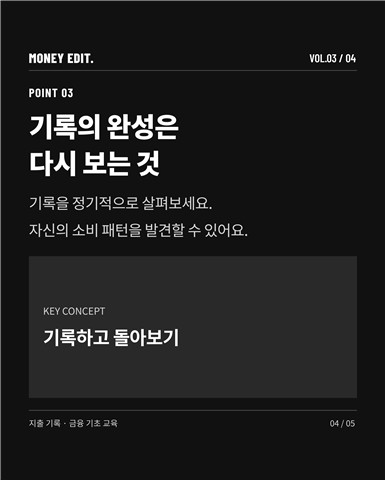 MONEY EDIT.
VOL.03 / 04
POINT 03
기록의 완성은
다시 보는 것
기록을 정기적으로 살펴보세요.
자신의 소비 패턴을 발견할 수 있어요.
KEY CONCEPT
기록하고 돌아보기
지출 기록 · 금융 기초 교육
04 / 05